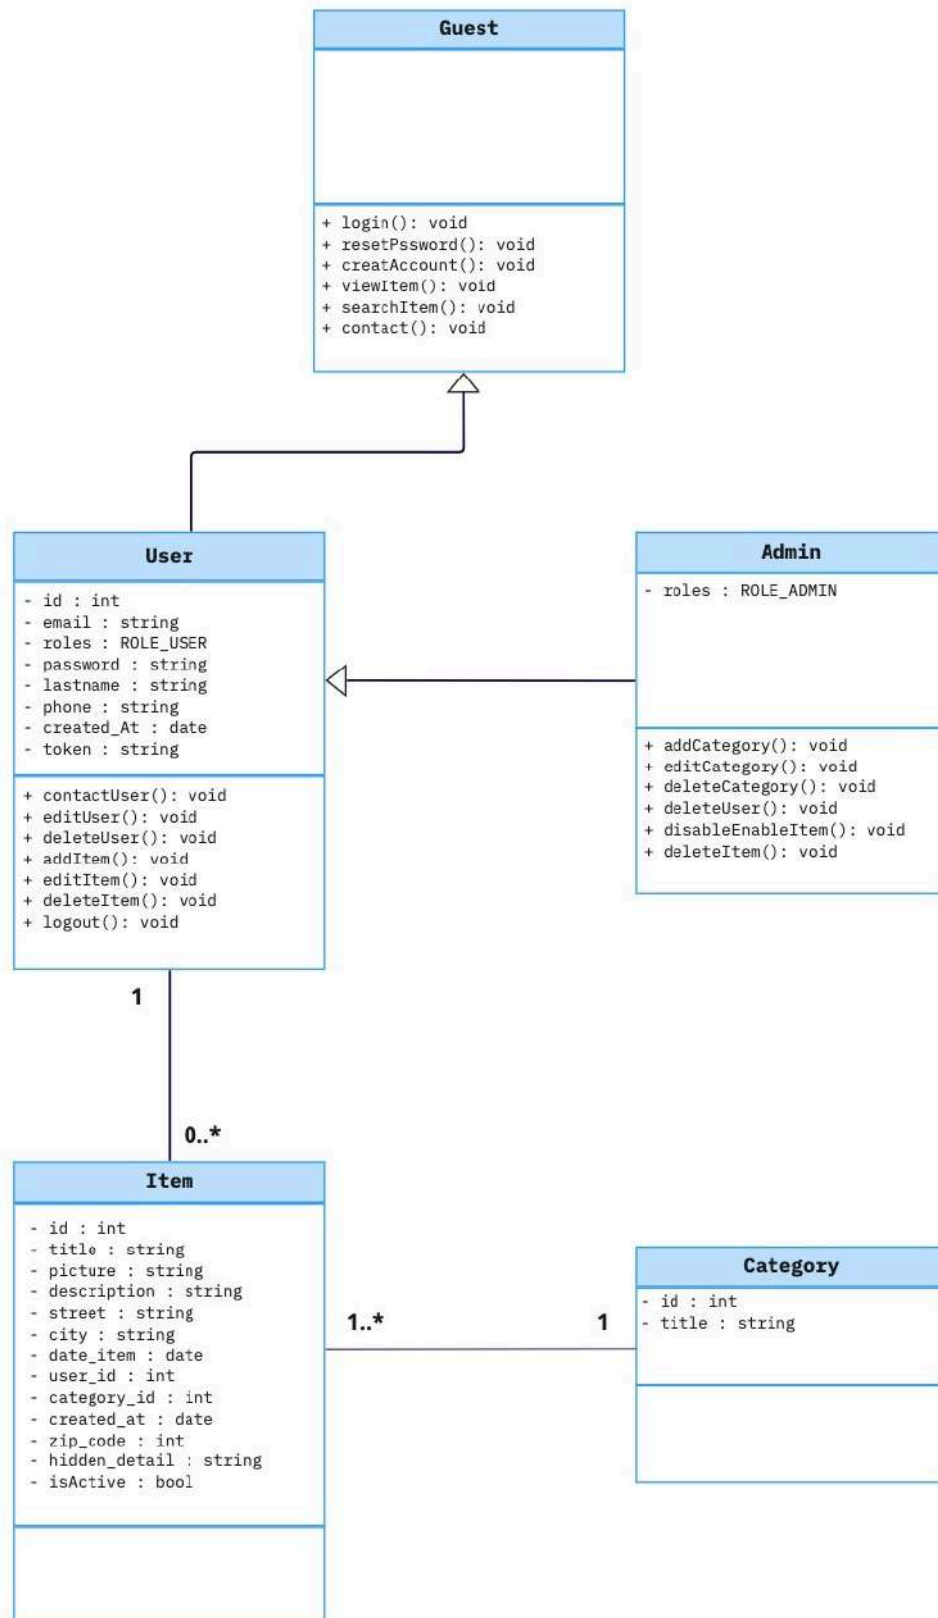 Guest
+ login(): void
+ resetPssword(): void
+ creatAccount(): void
+ viewItem(): void
+ searchItem(): void
+ contact(): void
User
- id : int
- email : string
- roles : ROLE_USER
- password : string
- lastname : string
- phone : string
- created_At : date
- token : string
+ contactUser(): void
+ editUser(): void
+ deleteUser(): void
+ addItem(): void
+ editItem(): void
+ deleteItem(): void
+ logout(): void
Admin
- roles : ROLE_ADMIN
+ addCategory(): void
+ editCategory(): void
+ deleteCategory(): void
+ deleteUser(): void
+ disableEnableItem(): void
+ deleteItem(): void
1
0..*
Item
- id : int
- title : string
- picture : string
- description : string
- street : string
- city : string
- date_item : date
- user_id : int
- category_id : int
- created_at : date
- zip_code : int
- hidden_detail : string
- isActive : bool
1..*
1
Category
- id : int
- title : string